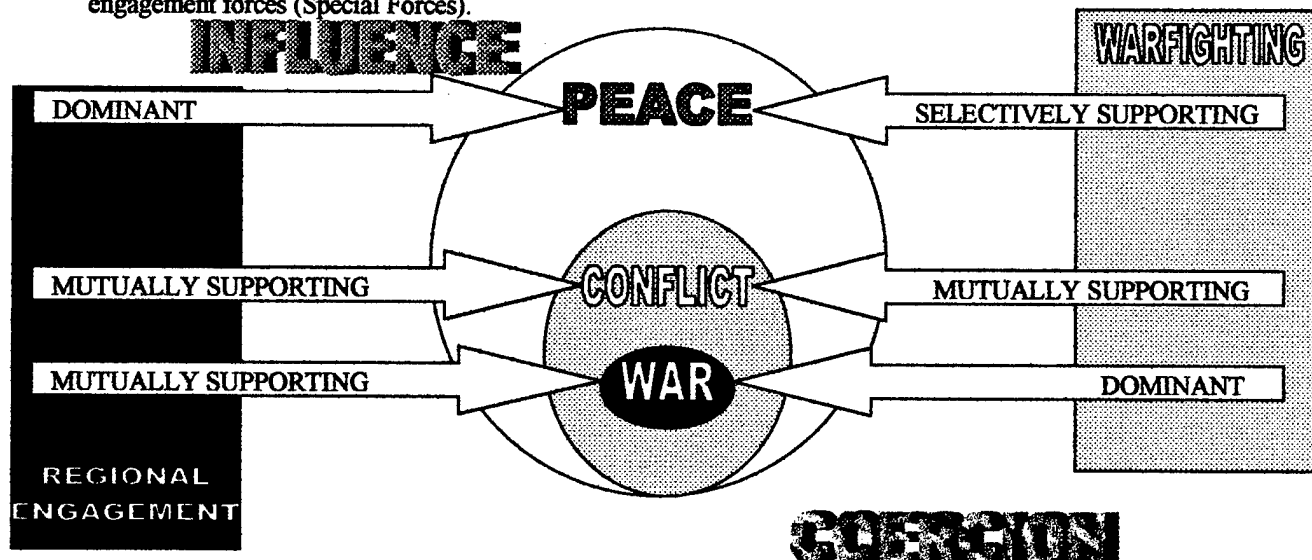 engagement forces (Special Forces).
INFLUENCE
WARFIGHTING
DOMINANT
PEACE
SELECTIVELY SUPPORTING
MUTUALLY SUPPORTING
CONFLICT
MUTUALLY SUPPORTING
MUTUALLY SUPPORTING
WAR
DOMINANT
REGIONAL
ENGAGEMENT
COERCION